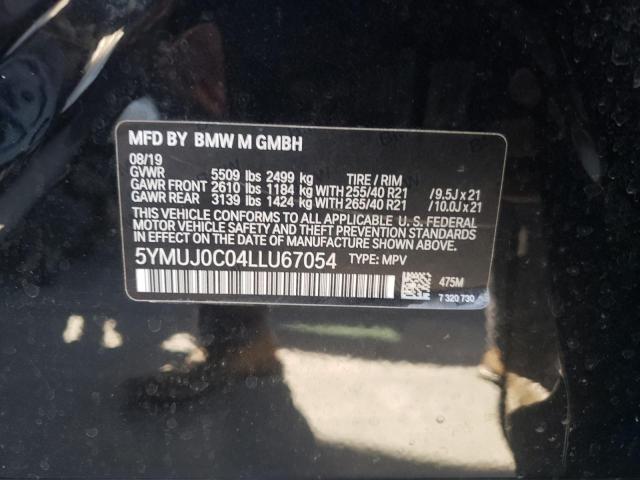 MFD BY BMW M GMBH
08/19
GVWR 5509 lbs 2499 kg TIRE / RIM
GAWR FRONT 2610 lbs 1184 kg WITH 255/40 R21 /9.5J x 21
GAWR REAR 3139 lbs 1424 kg WITH 265/40 R21 /10.0J x 21
THIS VEHICLE CONFORMS TO ALL APPLICABLE U. S. FEDERAL
MOTOR VEHICLE SAFETY, BUMPER, AND THEFT PREVENTION STANDARDS
IN EFFECT ON THE DATE OF MANUFACTURE SHOWN ABOVE.
5YMUJ0C04LLU67054 TYPE: MPV
475M
7 320 730